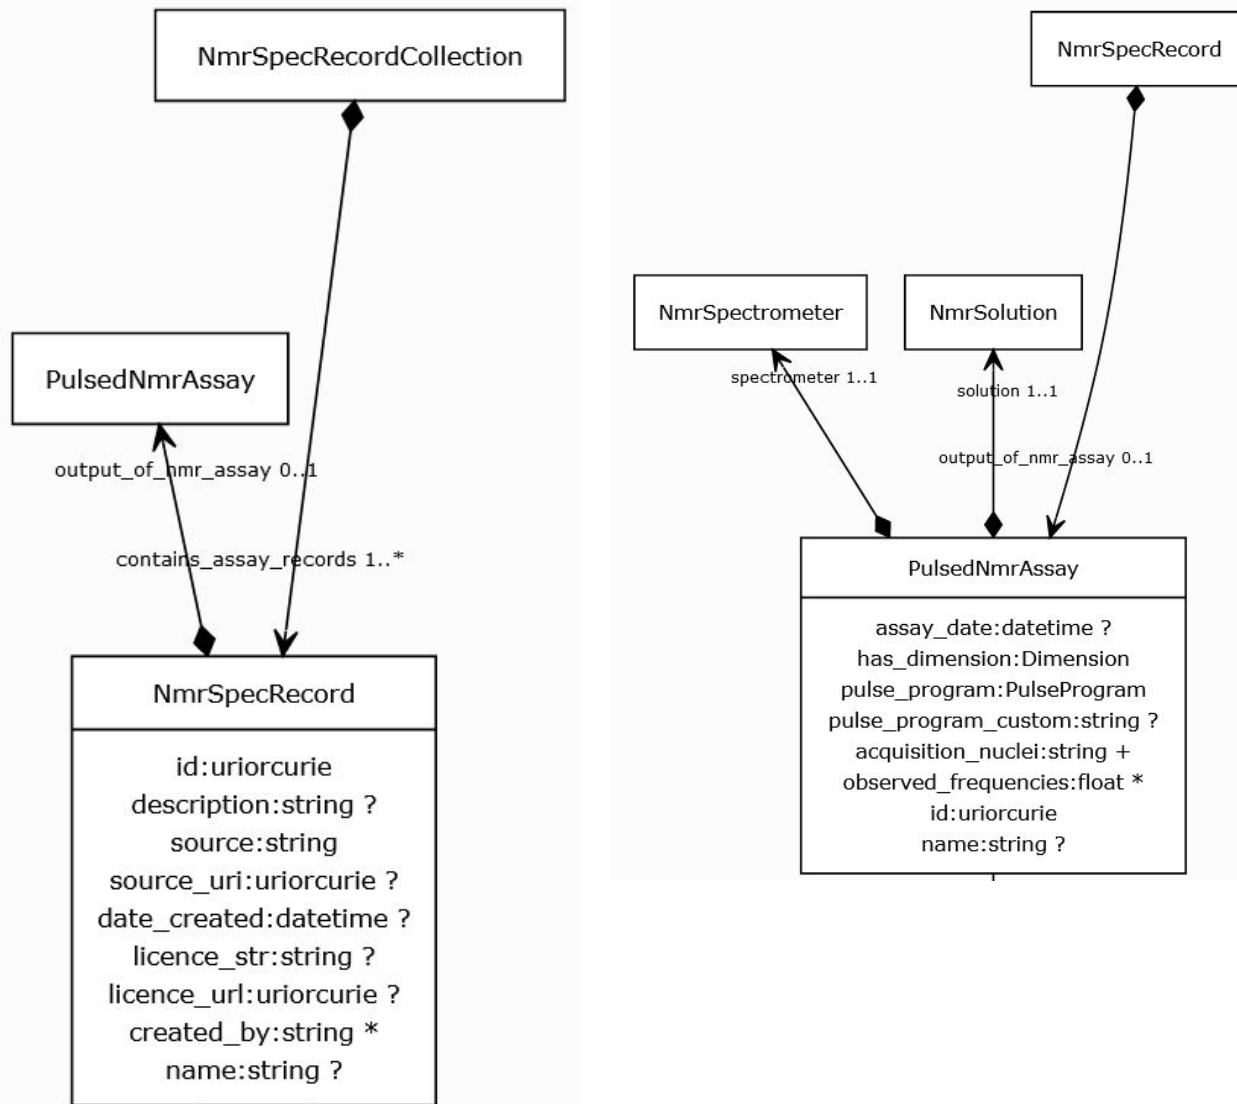 NmrSpecRecordCollection
PulsedNmrAssay
output_of_nmr_assay 0..1
contains_assay_records 1..*
NmrSpecRecord
id:uriorcurie
description:string ?
source:string
source_uri:uriorcurie ?
date_created:datetime ?
licence_str:string ?
licence_url:uriorcurie ?
created_by:string *
name:string ?
NmrSpecRecord
NmrSpectrometer
NmrSolution
spectrometer 1..1
solution 1..1
output_of_nmr_assay 0..1
PulsedNmrAssay
assay_date:datetime ?
has_dimension:Dimension
pulse_program:PulseProgram
pulse_program_custom:string ?
acquisition_nuclei:string +
observed_frequencies:float *
id:uriorcurie
name:string ?